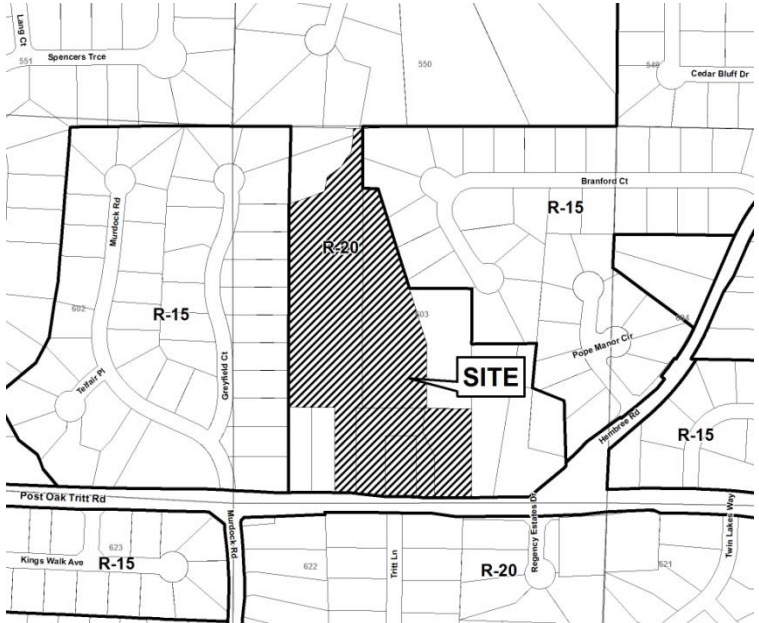 Lang Ct
Spencers Trce
551
550
549
Cedar Bluff Dr
Branford Ct
R-15
Murdock Rd
R-20
R-15
602
603
604
Greyfield Ct
Telfair Pl
Pope Manor Cir
SITE
Hembree Rd
R-15
Post Oak Tritt Rd
Murdock Rd
Regency Estates Dr
Twin Lakes Way
623
Kings Walk Ave
R-15
622
Tritt Ln
R-20
621